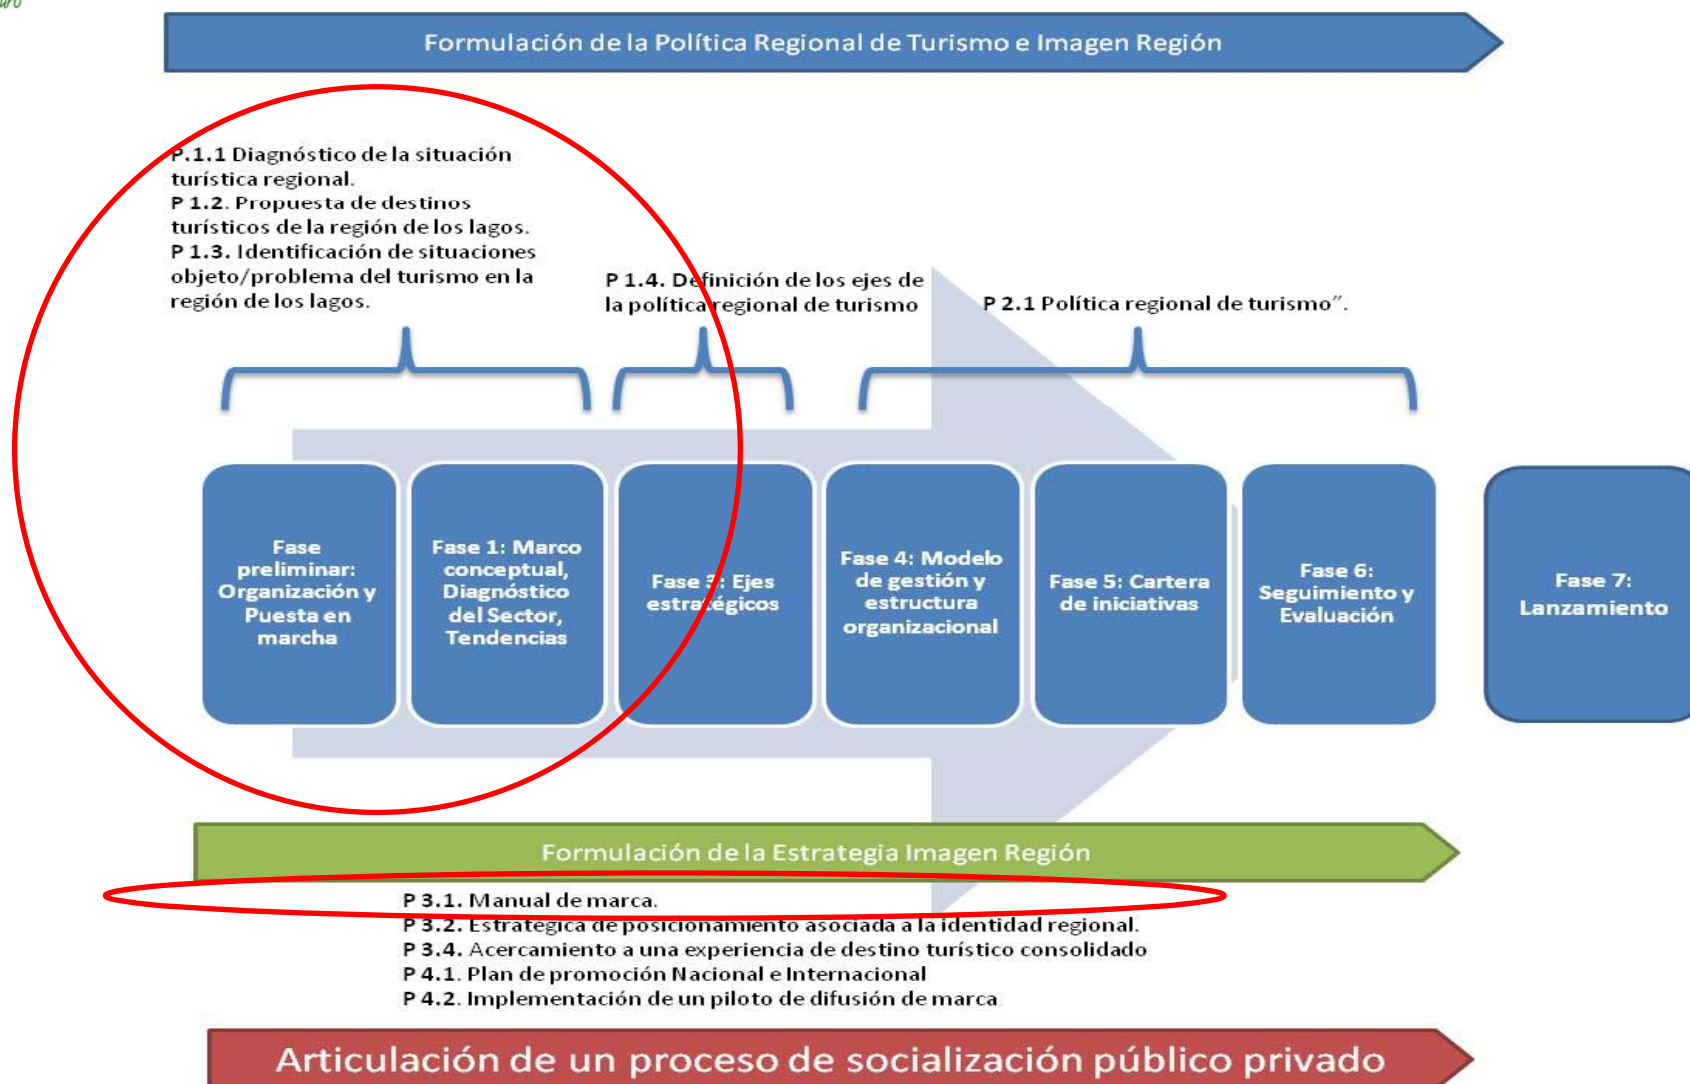 uro
Formulación de la Política Regional de Turismo e Imagen Región
P.1.1 Diagnóstico de la situación
turística regional.
P 1.2. Propuesta de destinos
turísticos de la región de los lagos.
P 1.3. Identificación de situaciones
objeto/problema del turismo en la
región de los lagos.
P 1.4. Definición de los ejes de
la política regional de turismo
P 2.1 Política regional de turismo”.
Fase
preliminar:
Organización y
Puesta en
marcha
Fase 1: Marco
conceptual,
Diagnóstico
del Sector,
Tendencias
Fase 3: Ejes
estratégicos
Fase 4: Modelo
de gestión y
estructura
organizacional
Fase 5: Cartera
de iniciativas
Fase 6:
Seguimiento y
Evaluación
Fase 7:
Lanzamiento
Formulación de la Estrategia Imagen Región
P 3.1. Manual de marca.
P 3.2. Estratégica de posicionamiento asociada a la identidad regional.
P 3.4. Acercamiento a una experiencia de destino turístico consolidado
P 4.1. Plan de promoción Nacional e Internacional
P 4.2. Implementación de un piloto de difusión de marca
Articulación de un proceso de socialización público privado